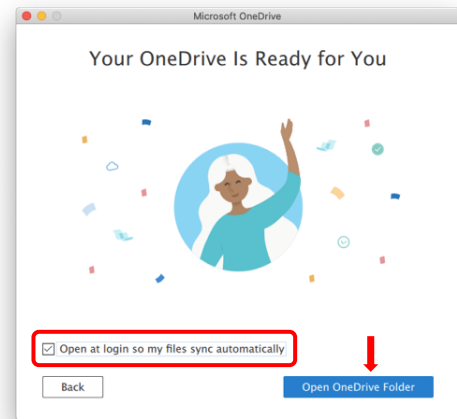 Microsoft OneDrive
Your OneDrive Is Ready for You
Open at login so my files sync automatically
Back
Open OneDrive Folder